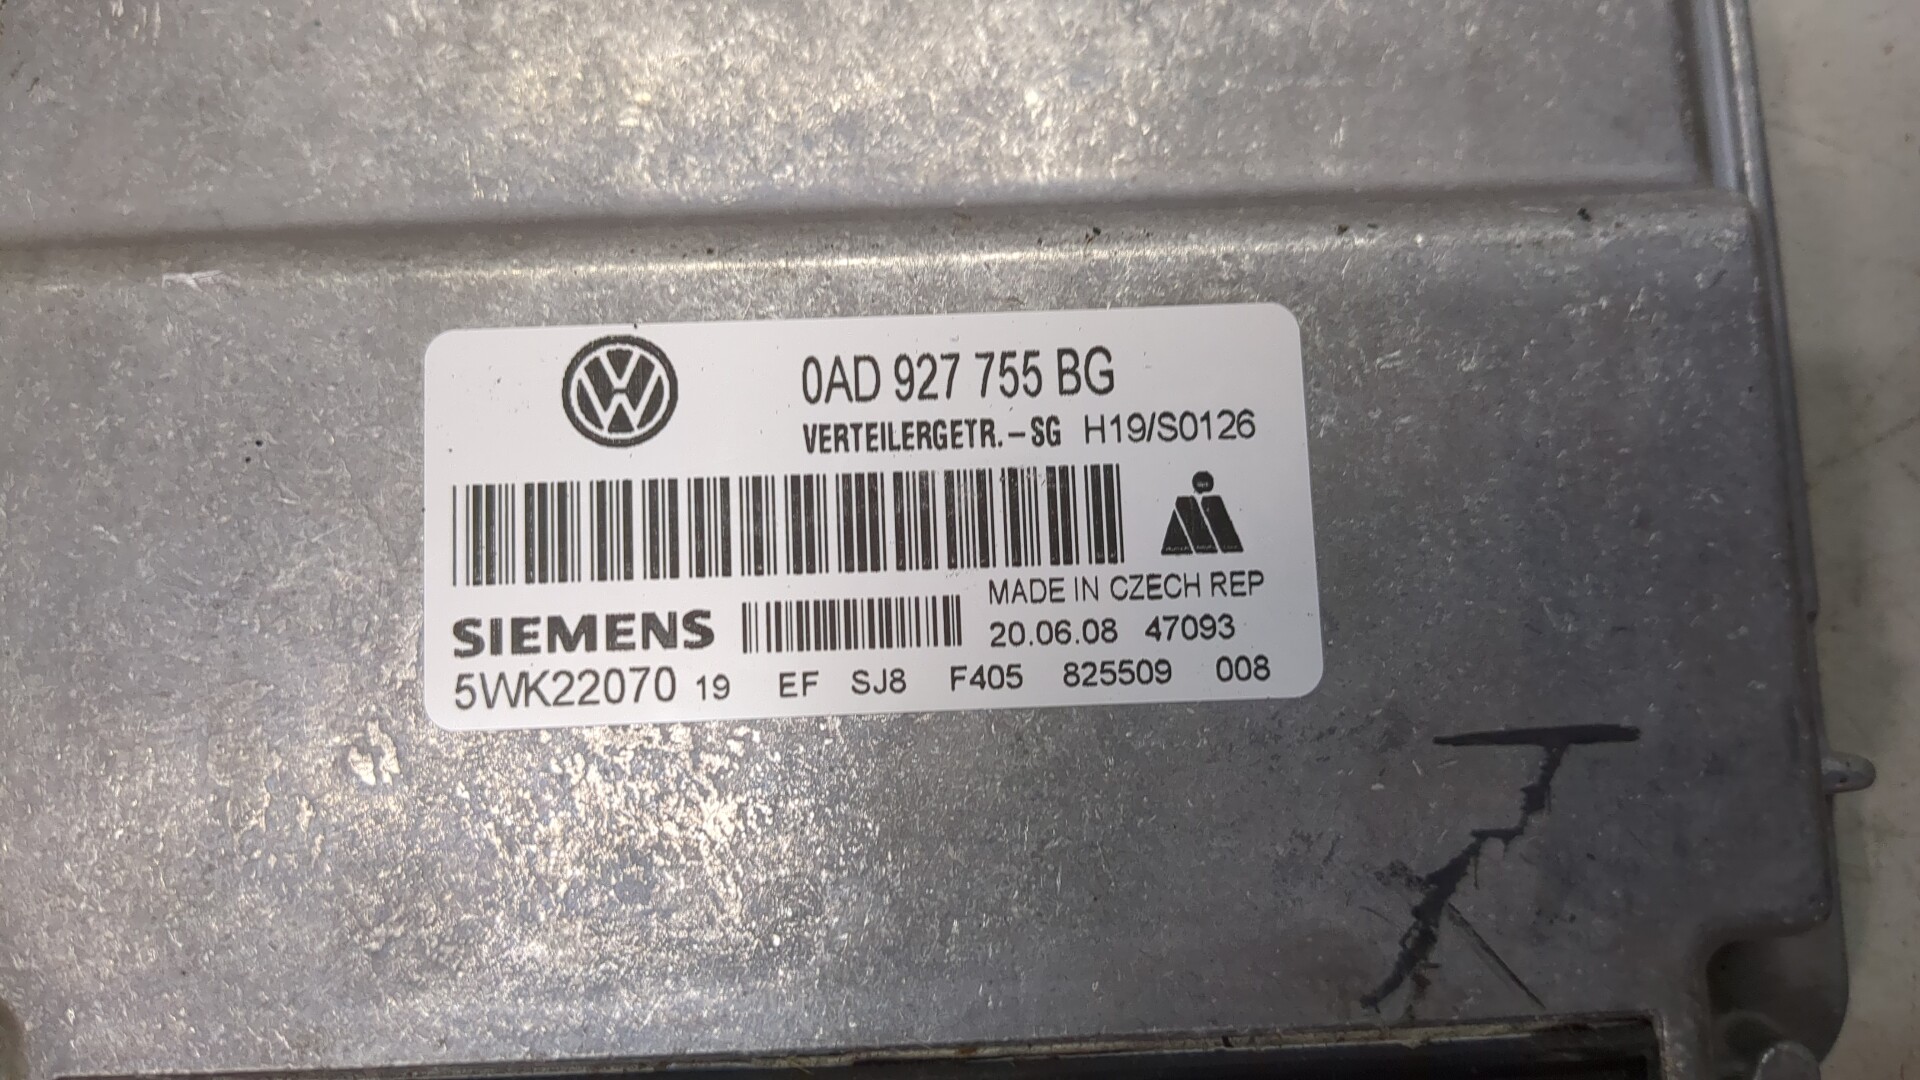 0AD 927 755 BG
VERTEILERGETR.-SG H19/S0126
MADE IN CZECH REP
SIEMENS 20.06.08 47093
5WK22070 19 EF SJ8 F405 825509 008